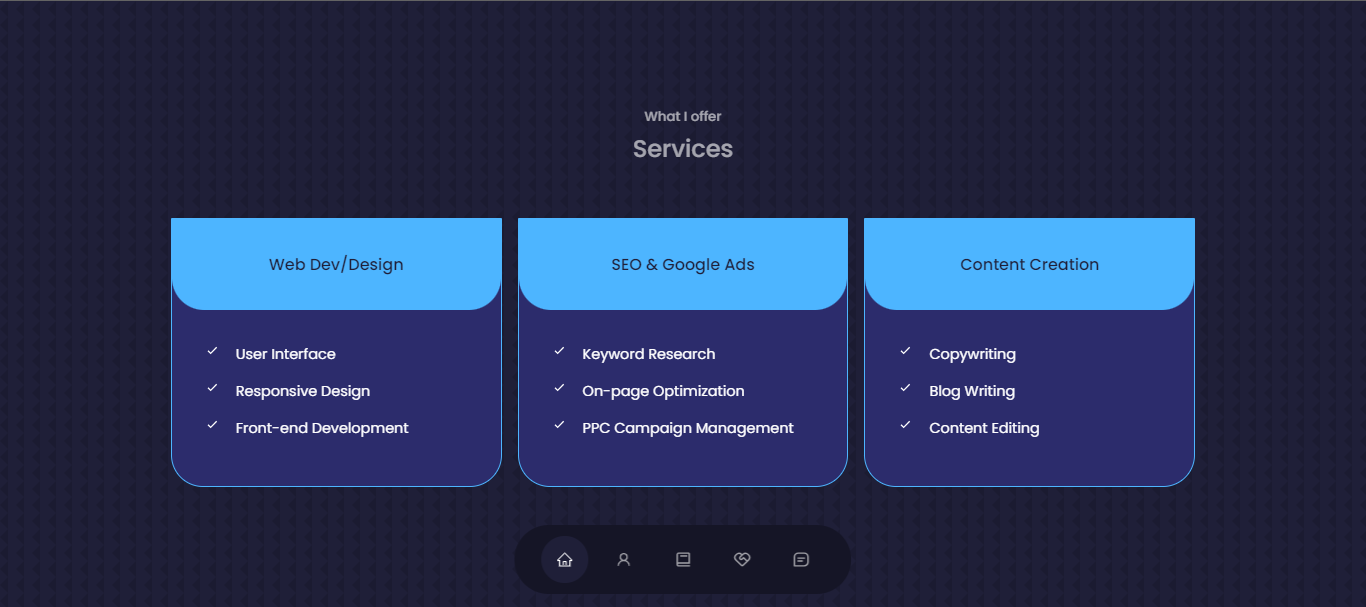 What I offer
Services
Web Dev/Design
User Interface
Responsive Design
Front-end Development
SEO & Google Ads
Keyword Research
On-page Optimization
PPC Campaign Management
Content Creation
Copywriting
Blog Writing
Content Editing